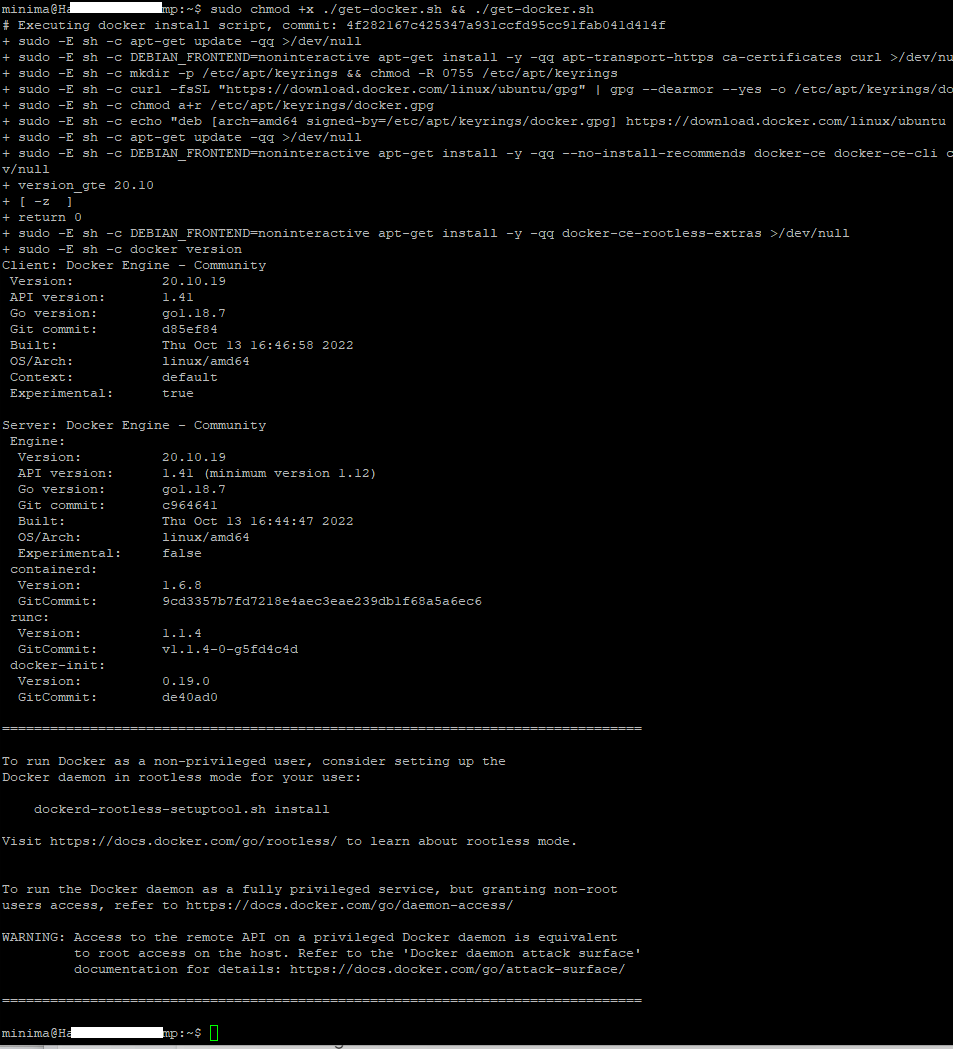 minima@Ha mp:~$ sudo chmod +x ./get-docker.sh && ./get-docker.sh
# Executing docker install script, commit: 4f282167c425347a931ccfd95cc91fab041d414f
+ sudo -E sh -c apt-get update -qq >/dev/null
+ sudo -E sh -c DEBIAN_FRONTEND=noninteractive apt-get install -y -qq apt-transport-https ca-certificates curl >/dev/nu
+ sudo -E sh -c mkdir -p /etc/apt/keyrings && chmod -R 0755 /etc/apt/keyrings
+ sudo -E sh -c curl -fsSL "https://download.docker.com/linux/ubuntu/gpg" | gpg --dearmor --yes -o /etc/apt/keyrings/do
+ sudo -E sh -c chmod a+r /etc/apt/keyrings/docker.gpg
+ sudo -E sh -c echo "deb [arch=amd64 signed-by=/etc/apt/keyrings/docker.gpg] https://download.docker.com/linux/ubuntu
+ sudo -E sh -c apt-get update -qq >/dev/null
+ sudo -E sh -c DEBIAN_FRONTEND=noninteractive apt-get install -y -qq --no-install-recommends docker-ce docker-ce-cli c
v/null
+ version_gte 20.10
+ [ -z  ]
+ return 0
+ sudo -E sh -c DEBIAN_FRONTEND=noninteractive apt-get install -y -qq docker-ce-rootless-extras >/dev/null
+ sudo -E sh -c docker version
Client: Docker Engine - Community
 Version:           20.10.19
 API version:       1.41
 Go version:        go1.18.7
 Git commit:        d85ef84
 Built:             Thu Oct 13 16:46:58 2022
 OS/Arch:           linux/amd64
 Context:           default
 Experimental:      true

Server: Docker Engine - Community
 Engine:
  Version:          20.10.19
  API version:      1.41 (minimum version 1.12)
  Go version:       go1.18.7
  Git commit:       c964641
  Built:            Thu Oct 13 16:44:47 2022
  OS/Arch:          linux/amd64
  Experimental:     false
 containerd:
  Version:          1.6.8
  GitCommit:        9cd3357b7fd7218e4aec3eae239db1f68a5a6ec6
 runc:
  Version:          1.1.4
  GitCommit:        v1.1.4-0-g5fd4c4d
 docker-init:
  Version:          0.19.0
  GitCommit:        de40ad0

================================================================================

To run Docker as a non-privileged user, consider setting up the
Docker daemon in rootless mode for your user:

    dockerd-rootless-setuptool.sh install

Visit https://docs.docker.com/go/rootless/ to learn about rootless mode.


To run the Docker daemon as a fully privileged service, but granting non-root
users access, refer to https://docs.docker.com/go/daemon-access/

WARNING: Access to the remote API on a privileged Docker daemon is equivalent
         to root access on the host. Refer to the 'Docker daemon attack surface'
         documentation for details: https://docs.docker.com/go/attack-surface/

================================================================================

minima@Ha mp:~$